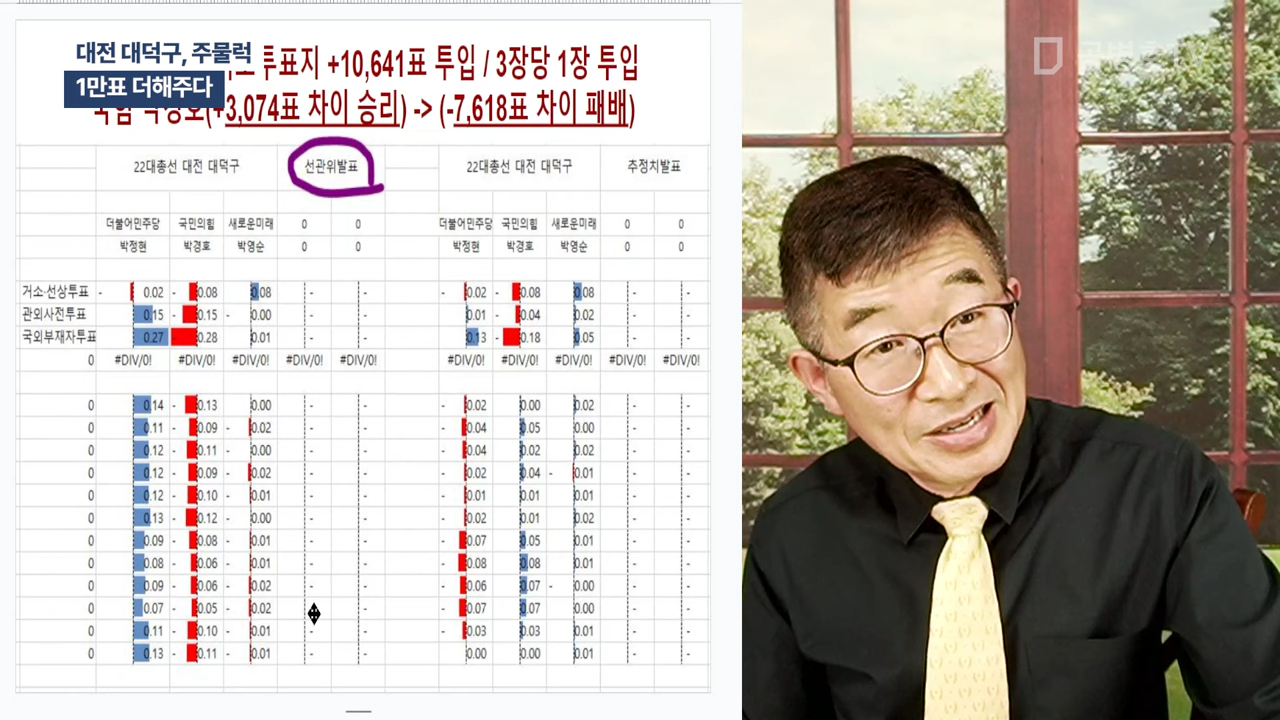 대전 대덕구, 주물럭
1만표 더해주다
투표지 +10,641표 투입 / 3장당 1장 투입
(+3,074표 차이 승리) -> (-7,618표 차이 패배)
22대총선 대전 대덕구 선관위발표 22대총선 대전 대덕구 추정치발표
더불어민주당 국민의힘 새로운미래 0 0 더불어민주당 국민의힘 새로운미래 0 0
박정현 박경호 박영순 0 0 박정현 박경호 박영순 0 0
거소·선상투표 - 0.02 - 0.08 0.08 - - - 0.02 - 0.08 0.08 - -
관외사전투표 0.15 - 0.15 - 0.00 - - 0.01 - 0.04 0.02 - -
국외부재자투표 0.27 - 0.28 0.01 - - 0.13 - 0.18 0.05 - -
0 #DIV/0! #DIV/0! #DIV/0! #DIV/0! #DIV/0! #DIV/0! #DIV/0! #DIV/0! #DIV/0! #DIV/0!
0 0.14 - 0.13 - 0.00 - - - 0.02 0.00 0.02 - -
0 0.11 - 0.09 - 0.02 - - - 0.04 0.05 0.00 - -
0 0.12 - 0.11 - 0.00 - - - 0.04 0.02 0.02 - -
0 0.12 - 0.09 - 0.02 - - - 0.02 0.04 - 0.01 - -
0 0.12 - 0.10 - 0.01 - - - 0.01 0.01 0.01 - -
0 0.13 - 0.12 - 0.00 - - - 0.02 0.01 0.02 - -
0 0.09 - 0.08 - 0.01 - - - 0.07 0.05 0.01 - -
0 0.08 - 0.06 - 0.01 - - - 0.08 0.08 0.01 - -
0 0.09 - 0.06 - 0.02 - - - 0.06 0.07 - 0.00 - -
0 0.07 - 0.05 - 0.02 - - - 0.07 0.07 0.00 - -
0 0.11 - 0.10 - 0.01 - - - 0.03 0.03 0.01 - -
0 0.13 - 0.11 - 0.01 - - 0.00 0.00 0.01 - -